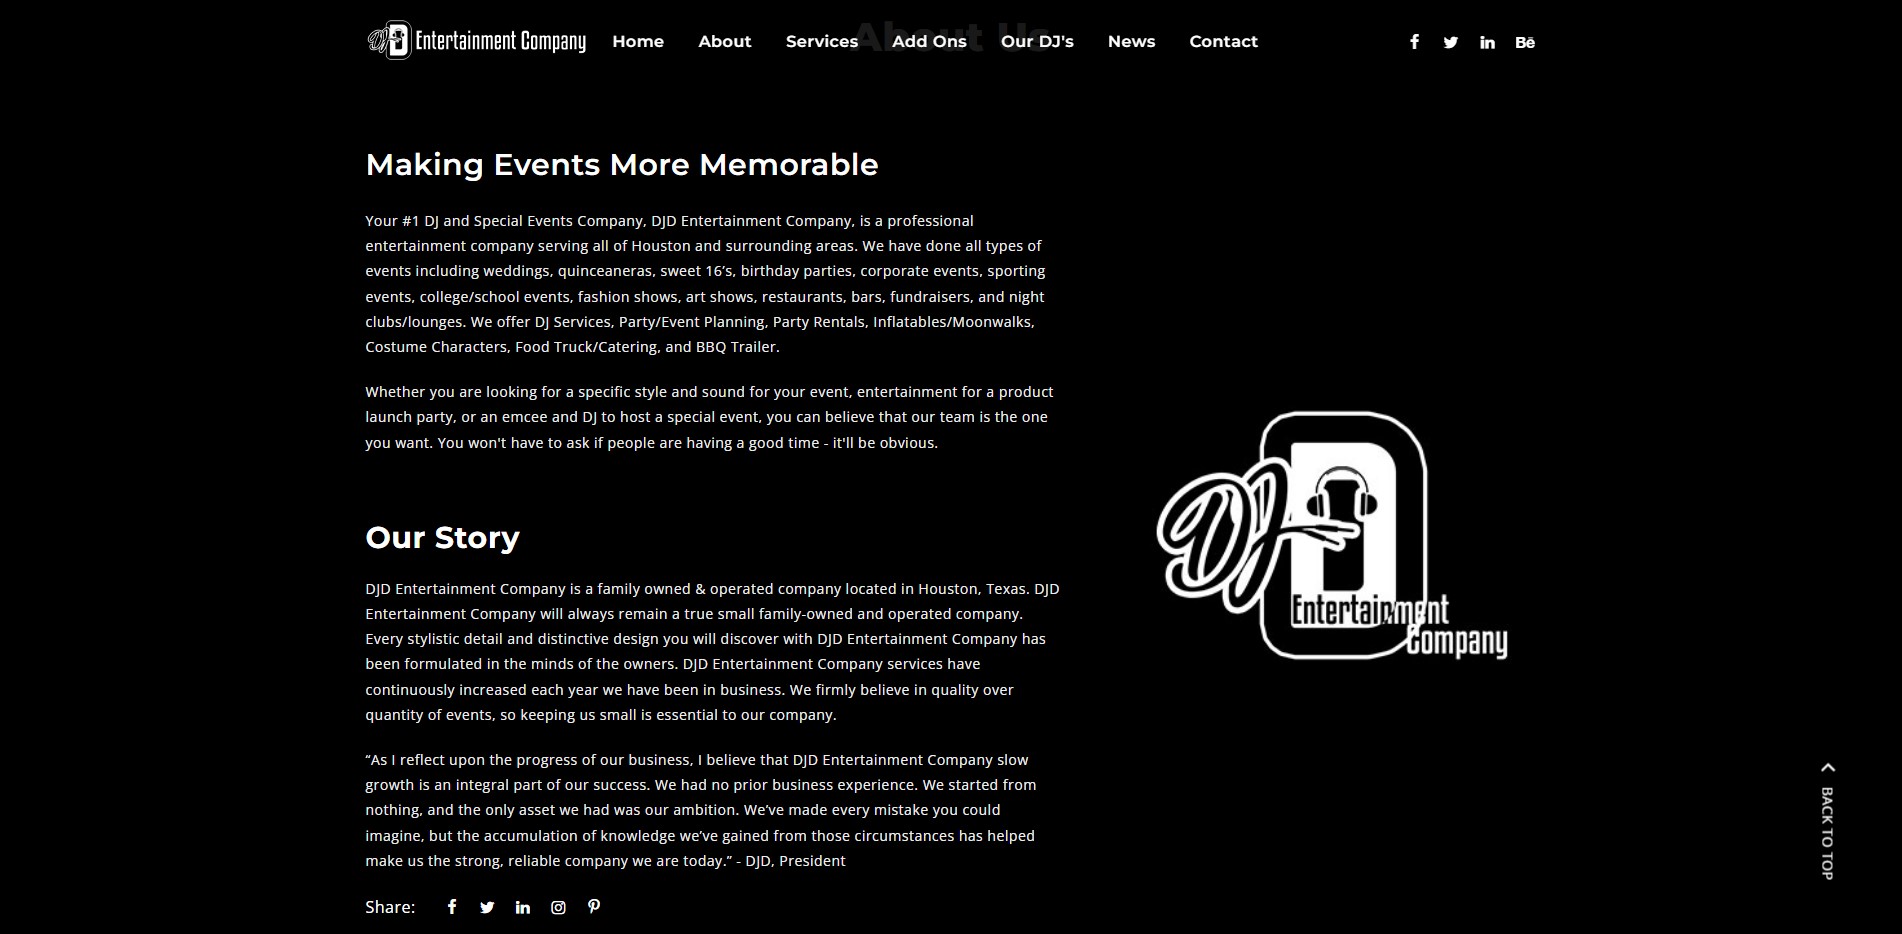 DJD Entertainment Company Home About Services Add Ons Our DJ's News Contact
About Us
Making Events More Memorable
Your #1 DJ and Special Events Company, DJD Entertainment Company, is a professional
entertainment company serving all of Houston and surrounding areas. We have done all types of
events including weddings, quinceaneras, sweet 16’s, birthday parties, corporate events, sporting
events, college/school events, fashion shows, art shows, restaurants, bars, fundraisers, and night
clubs/lounges. We offer DJ Services, Party/Event Planning, Party Rentals, Inflatables/Moonwalks,
Costume Characters, Food Truck/Catering, and BBQ Trailer.
Whether you are looking for a specific style and sound for your event, entertainment for a product
launch party, or an emcee and DJ to host a special event, you can believe that our team is the one
you want. You won't have to ask if people are having a good time - it'll be obvious.
Our Story
DJD Entertainment Company is a family owned & operated company located in Houston, Texas. DJD
Entertainment Company will always remain a true small family-owned and operated company.
Every stylistic detail and distinctive design you will discover with DJD Entertainment Company has
been formulated in the minds of the owners. DJD Entertainment Company services have
continuously increased each year we have been in business. We firmly believe in quality over
quantity of events, so keeping us small is essential to our company.
“As I reflect upon the progress of our business, I believe that DJD Entertainment Company slow
growth is an integral part of our success. We had no prior business experience. We started from
nothing, and the only asset we had was our ambition. We’ve made every mistake you could
imagine, but the accumulation of knowledge we’ve gained from those circumstances has helped
make us the strong, reliable company we are today.” - DJD, President
Share:
DJD
Entertainment
Company
BACK TO TOP